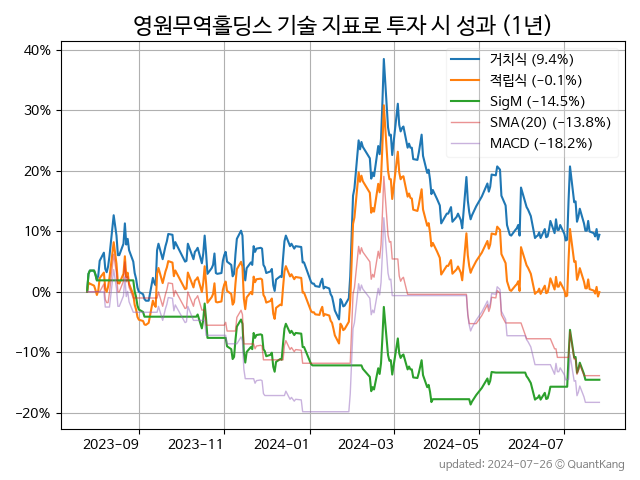 영원무역홀딩스 기술 지표로 투자 시 성과 (1년)
40%
30%
20%
10%
0%
−10%
−20%
거치식 (9.4%)
적립식 (−0.1%)
SigM (−14.5%)
SMA(20) (−13.8%)
MACD (−18.2%)
2023-09 2023-11 2024-01 2024-03 2024-05 2024-07
updated: 2024-07-26 © QuantKang